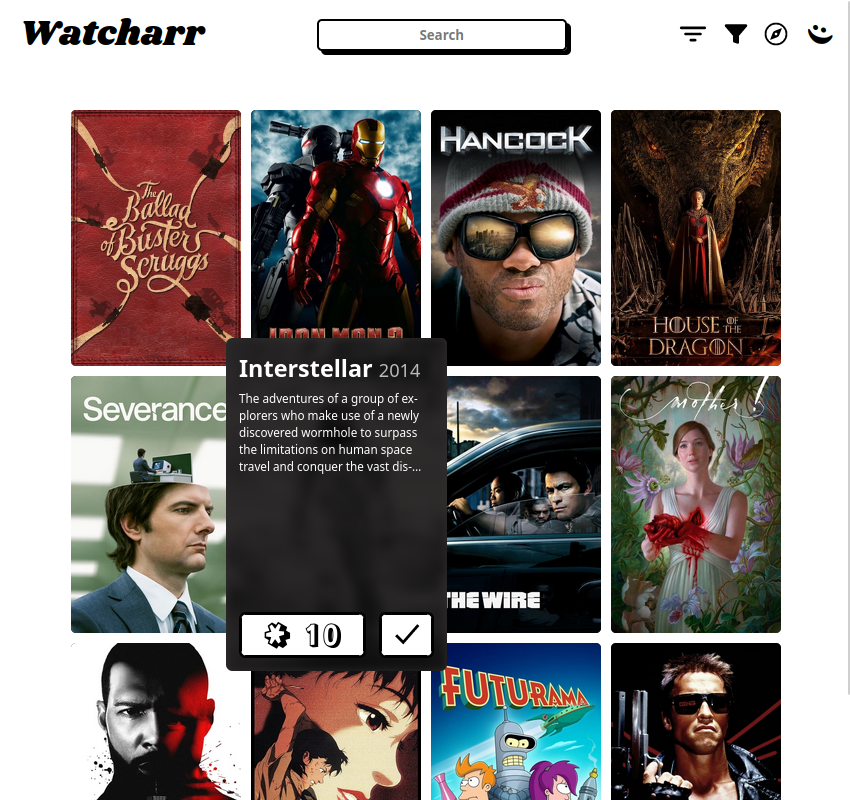 Watcharr
Search
The
Ballad
of Buster
Scruggs
IRON MAN 2
HANCOCK
HOUSE OF THE
DRAGON
Severance
Interstellar 2014
The adventures of a group of ex-
plorers who make use of a newly
discovered wormhole to surpass
the limitations on human space
travel and conquer the vast dis-...
10
THE WIRE
mother!
FUTURAMA